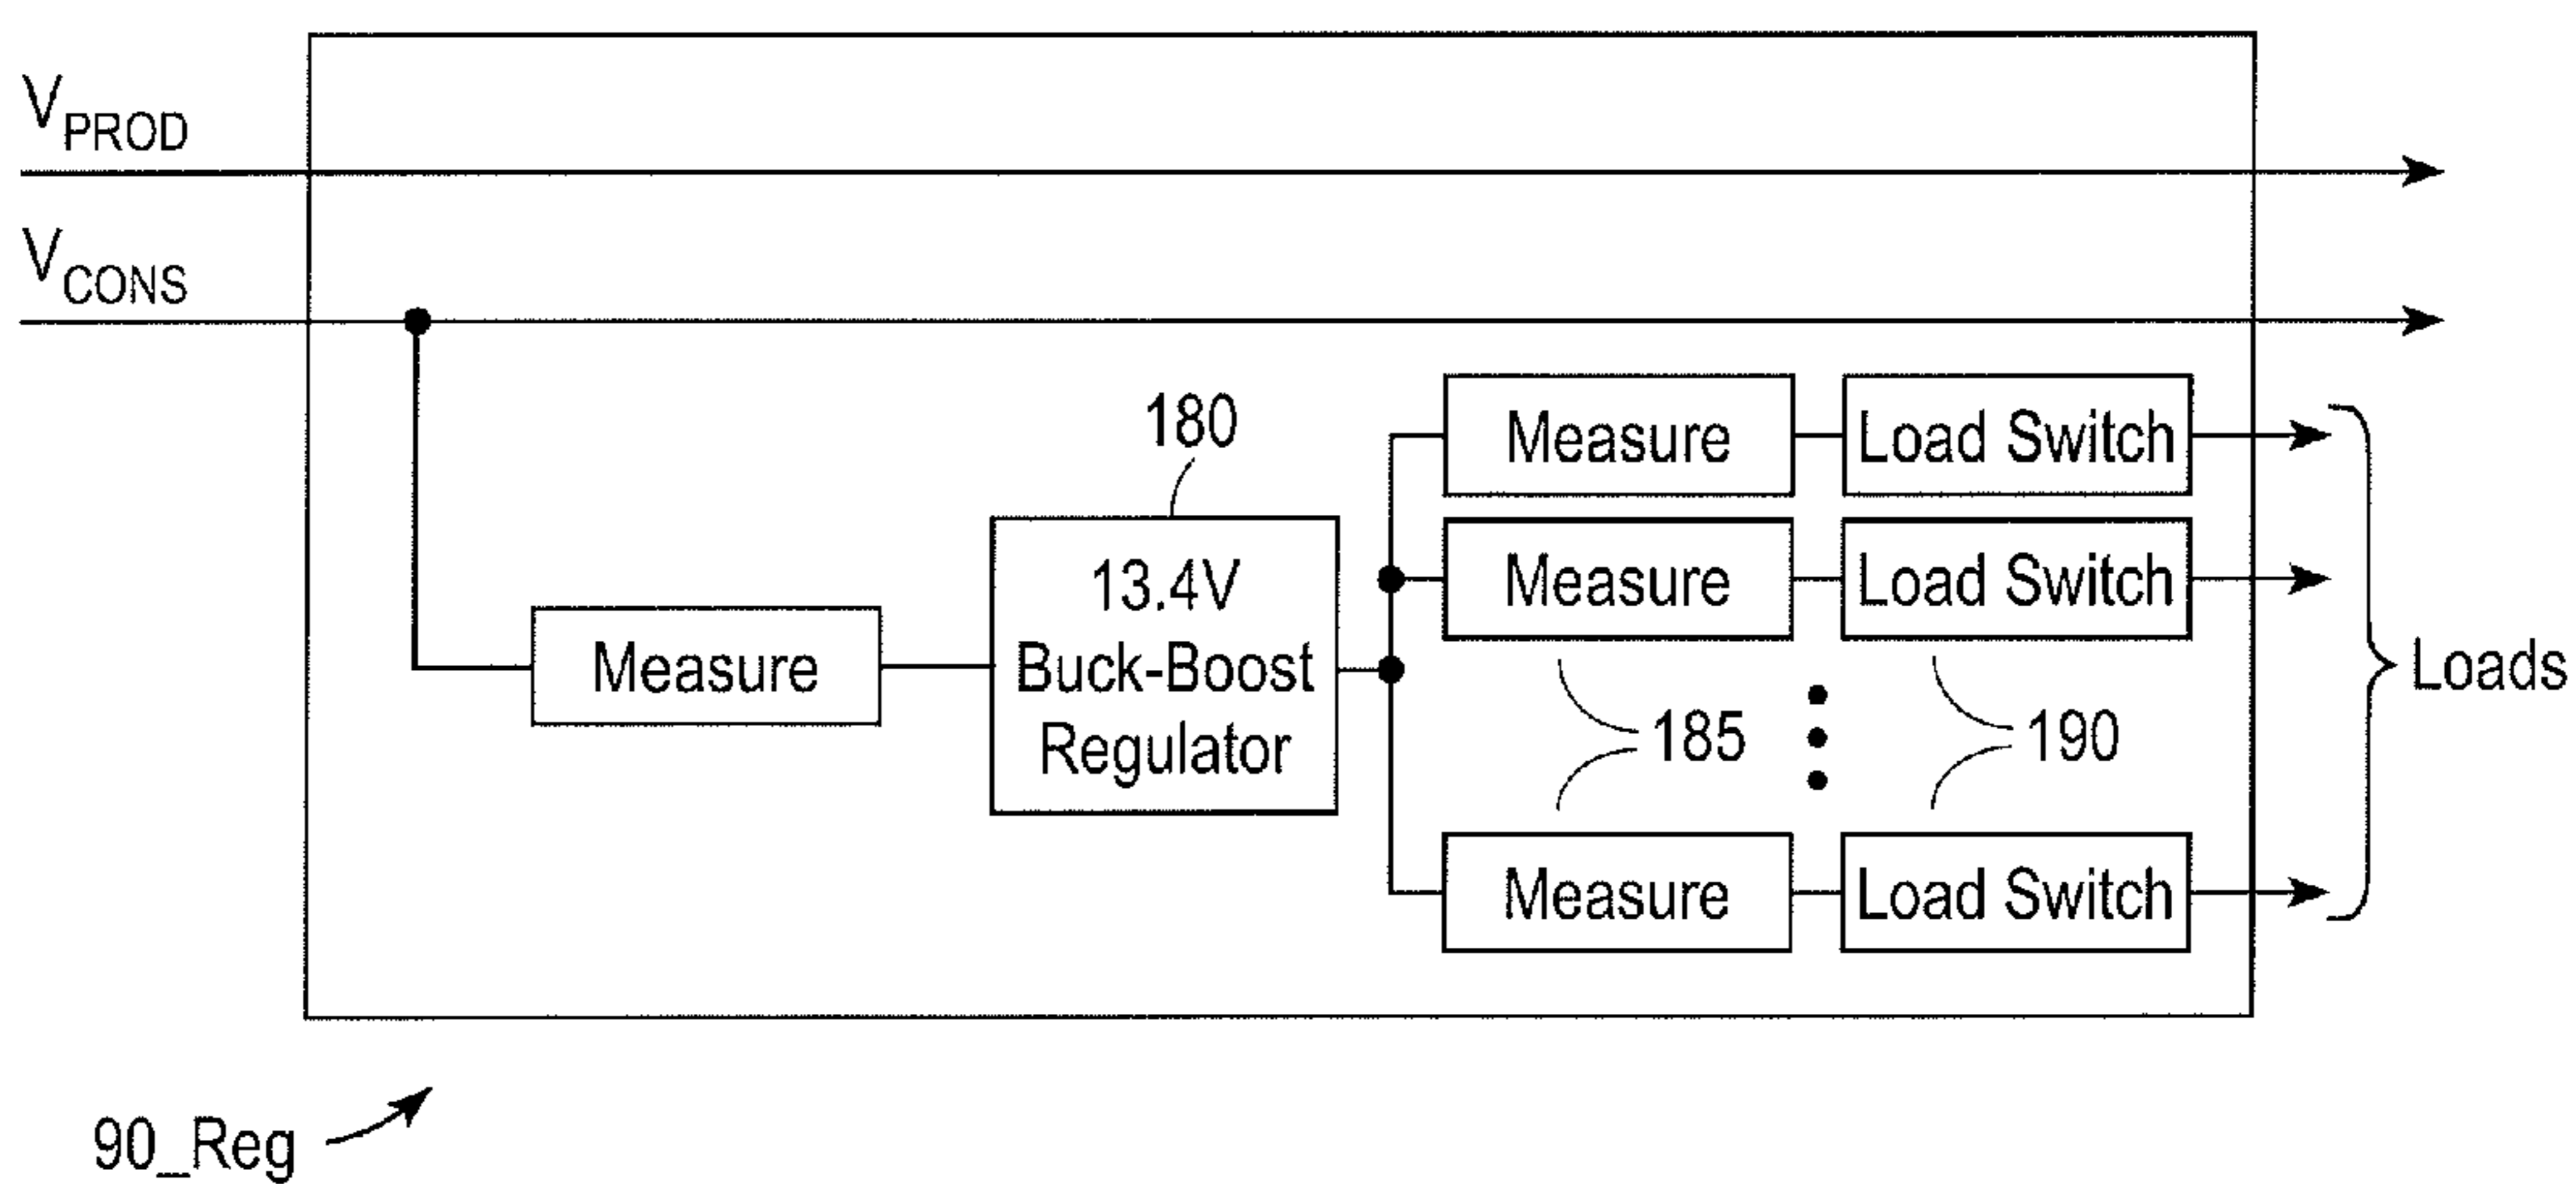 VPROD
VCONS
180
Measure Load Switch
13.4V
Buck-Boost
Regulator
Measure
Measure Load Switch
Loads
185
190
Measure Load Switch
90_Reg